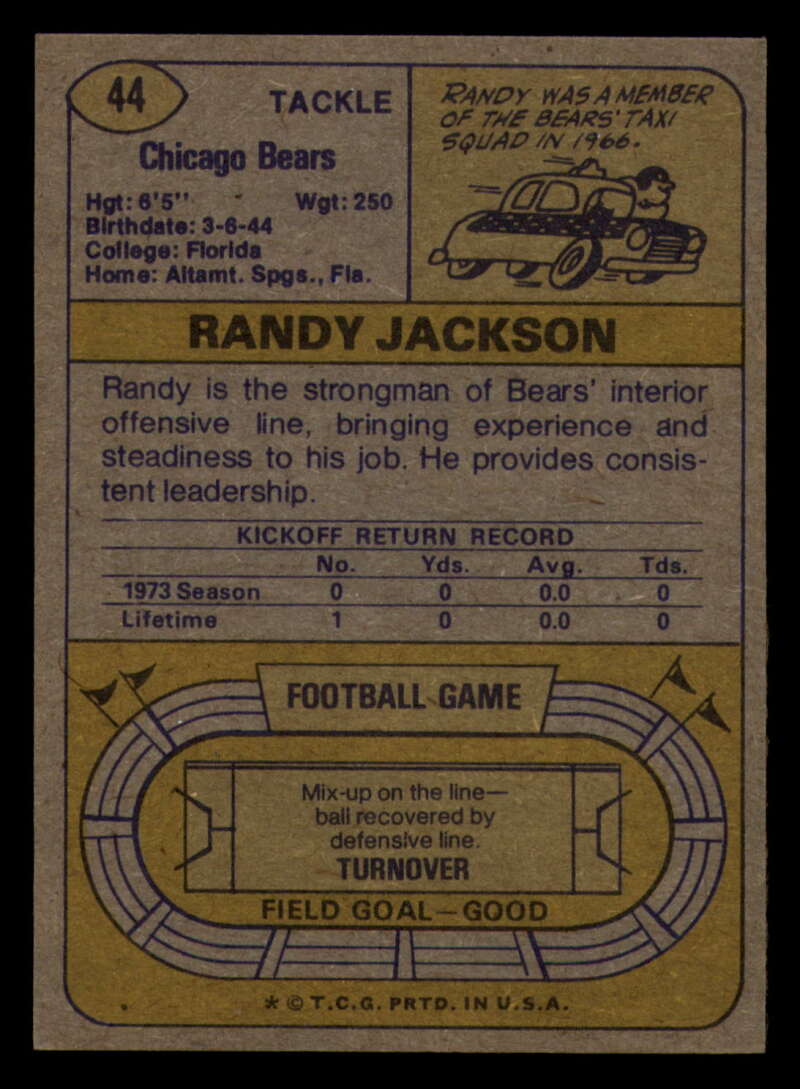 44
TACKLE
Chicago Bears
Hgt: 6'5" Wgt: 250
Birthdate: 3-6-44
College: Florida
Home: Altamt. Spgs., Fla.
RANDY WAS A MEMBER
OF THE BEARS' TAXI
SQUAD IN 1966.
RANDY JACKSON
Randy is the strongman of Bears' interior
offensive line, bringing experience and
steadiness to his job. He provides consis-
tent leadership.
KICKOFF RETURN RECORD
No. Yds. Avg. Tds.
1973 Season 0 0 0.0 0
Lifetime 1 0 0.0 0
FOOTBALL GAME
Mix-up on the line—
ball recovered by
defensive line.
TURNOVER
FIELD GOAL—GOOD
* © T.C.G. PRTD. IN U.S.A.